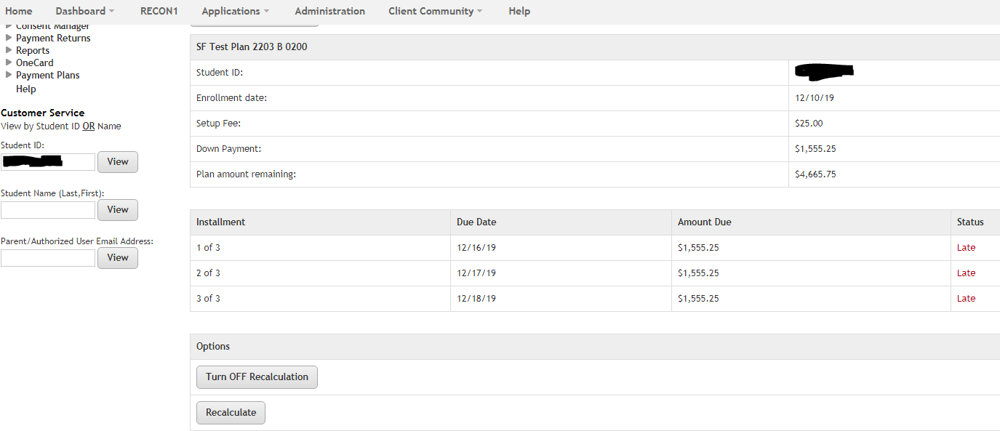 Home Dashboard RECON1 Applications Administration Client Community Help
Consent Manager
Payment Returns
Reports
OneCard
Payment Plans
Help
Customer Service
View by Student ID OR Name
Student ID:
View
Student Name (Last,First):
View
Parent/Authorized User Email Address:
View
SF Test Plan 2203 B 0200
Student ID:
Enrollment date: 12/10/19
Setup Fee: $25.00
Down Payment: $1,555.25
Plan amount remaining: $4,665.75
Installment Due Date Amount Due Status
1 of 3 12/16/19 $1,555.25 Late
2 of 3 12/17/19 $1,555.25 Late
3 of 3 12/18/19 $1,555.25 Late
Options
Turn OFF Recalculation
Recalculate